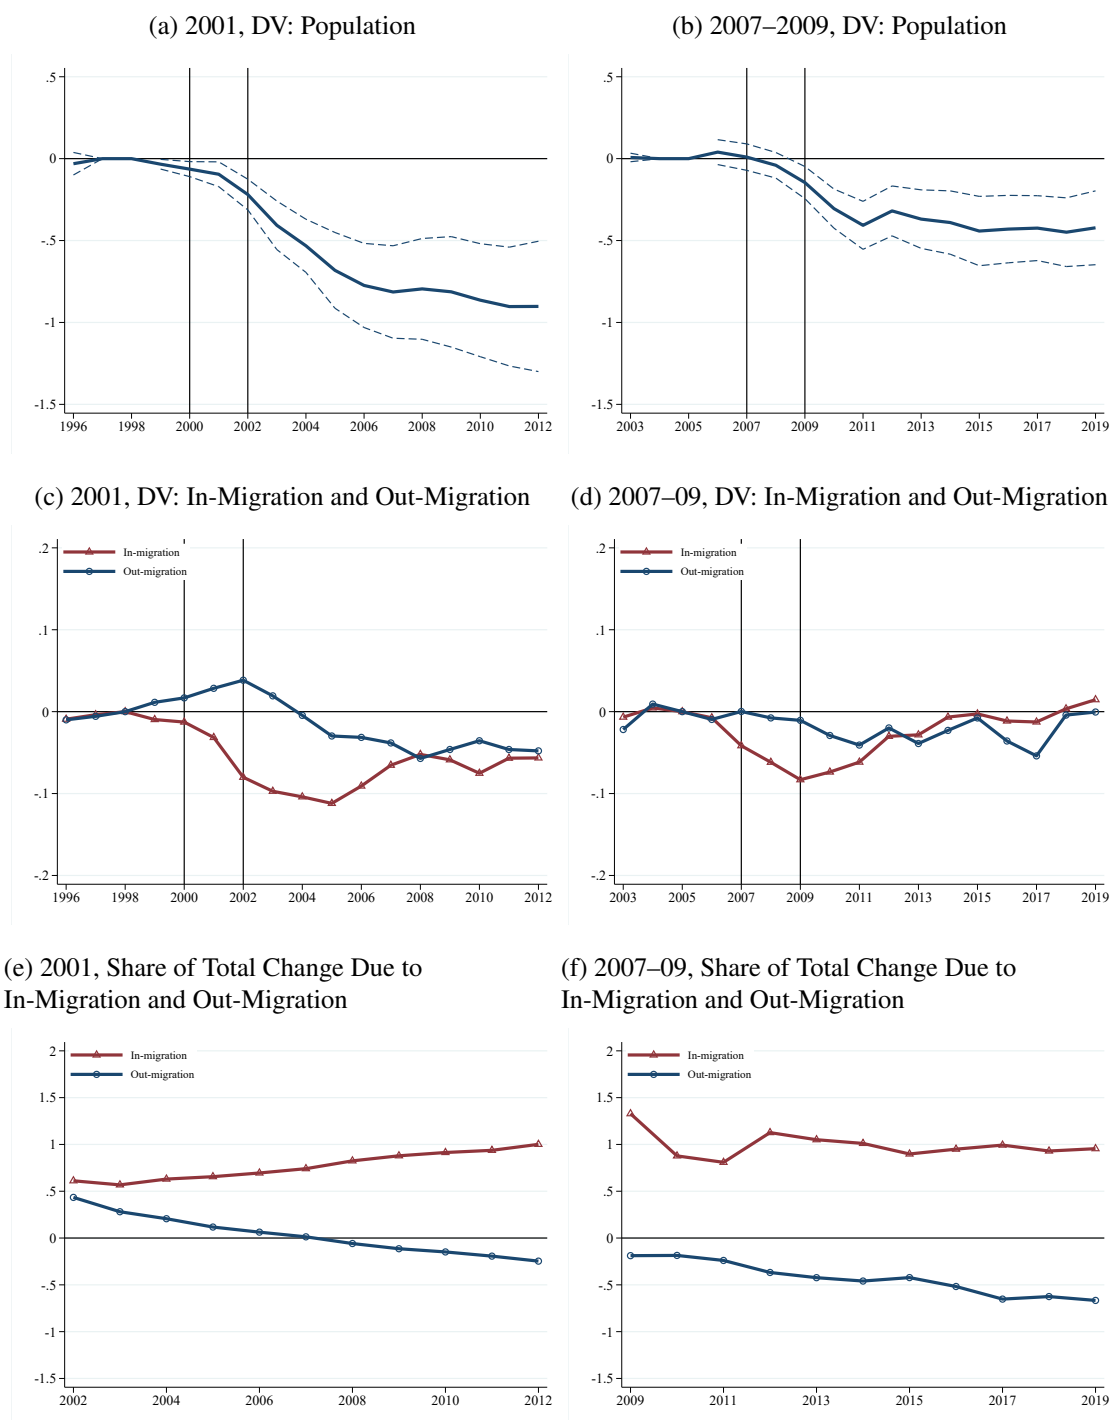 (a) 2001, DV: Population
.5
0
-.5
-1
-1.5
1996 1998 2000 2002 2004 2006 2008 2010 2012
(b) 2007–2009, DV: Population
.5
0
-.5
-1
-1.5
2003 2005 2007 2009 2011 2013 2015 2017 2019
(c) 2001, DV: In-Migration and Out-Migration
In-migration
Out-migration
.2
.1
0
-.1
-.2
1996 1998 2000 2002 2004 2006 2008 2010 2012
(d) 2007–09, DV: In-Migration and Out-Migration
In-migration
Out-migration
.2
.1
0
-.1
-.2
2003 2005 2007 2009 2011 2013 2015 2017 2019
(e) 2001, Share of Total Change Due to
In-Migration and Out-Migration
In-migration
Out-migration
2
1.5
1
.5
0
-.5
-1
-1.5
2002 2004 2006 2008 2010 2012
(f) 2007–09, Share of Total Change Due to
In-Migration and Out-Migration
In-migration
Out-migration
2
1.5
1
.5
0
-.5
-1
-1.5
2009 2011 2013 2015 2017 2019